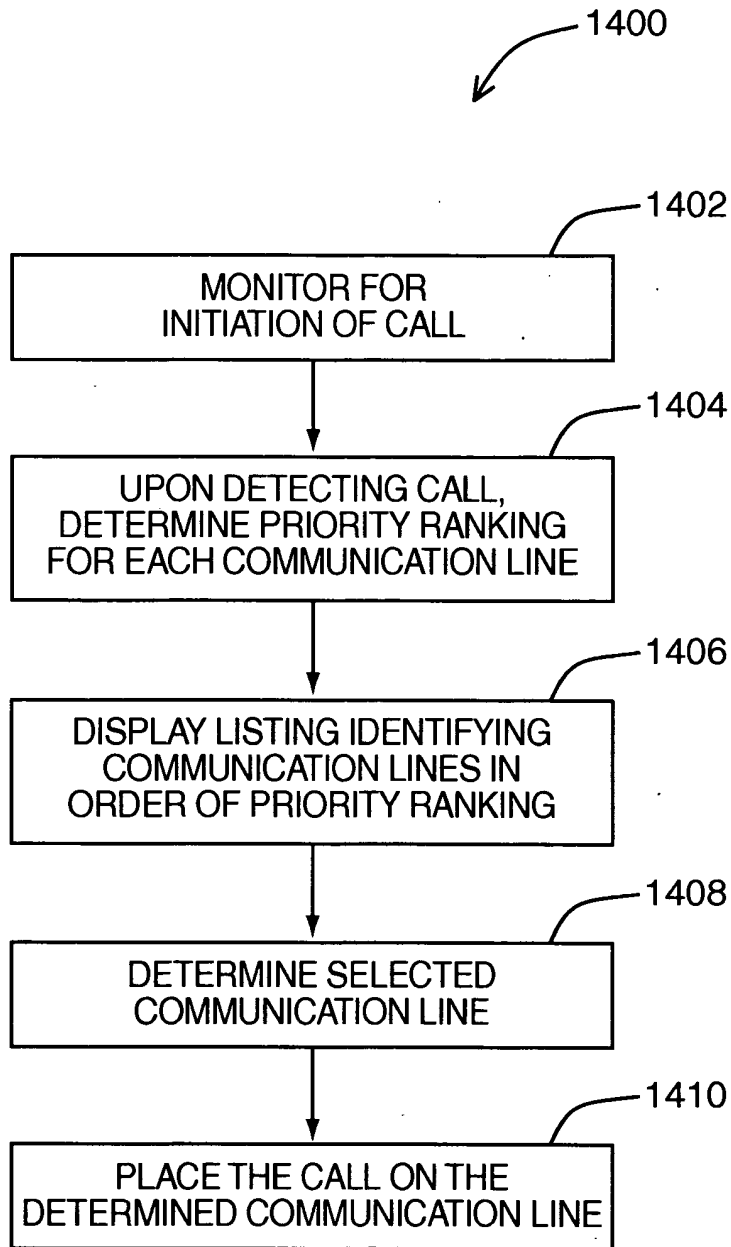 1400
1402
MONITOR FOR
INITIATION OF CALL
1404
UPON DETECTING CALL,
DETERMINE PRIORITY RANKING
FOR EACH COMMUNICATION LINE
1406
DISPLAY LISTING IDENTIFYING
COMMUNICATION LINES IN
ORDER OF PRIORITY RANKING
1408
DETERMINE SELECTED
COMMUNICATION LINE
1410
PLACE THE CALL ON THE
DETERMINED COMMUNICATION LINE